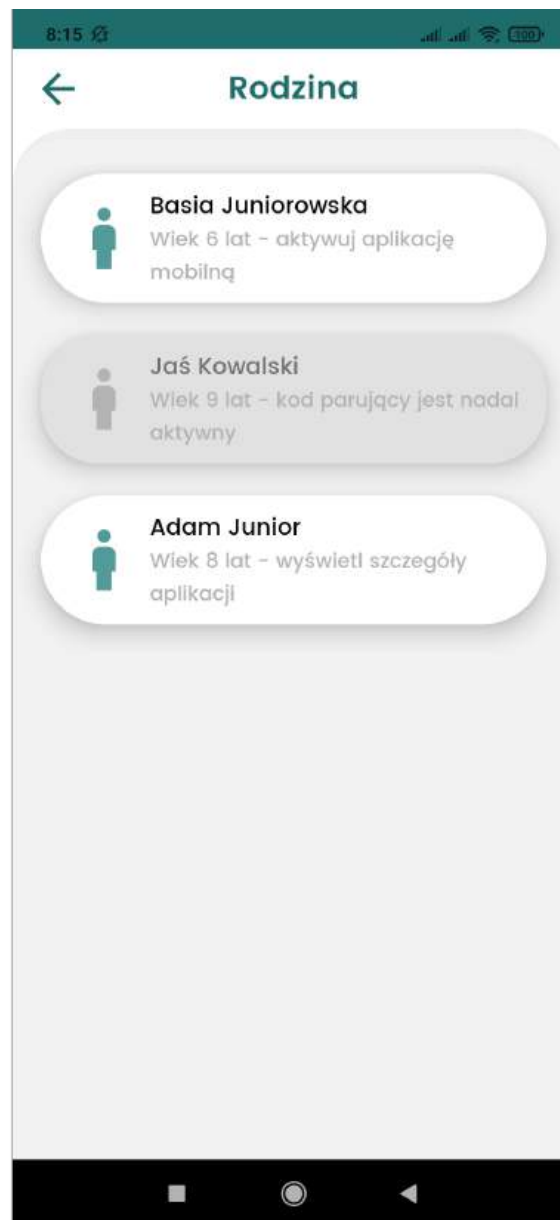 8:15
100
Rodzina
Basia Juniorowska
Wiek 6 lat - aktywuj aplikację
mobilną
Jaś Kowalski
Wiek 9 lat - kod parujący jest nadal
aktywny
Adam Junior
Wiek 8 lat - wyświetl szczegóły
aplikacji